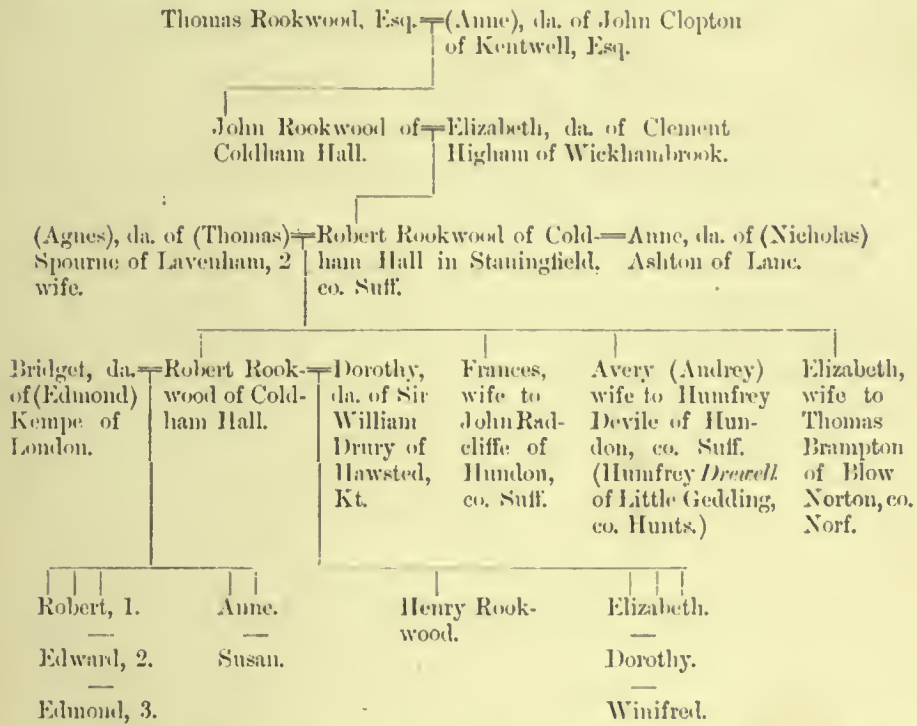 Thomas Rookwood, Esq.=(Anne), da. of John Clopton
of Kentwell, Esq.
John Rookwood of=Elizabeth, da. of Clement
Coldham Hall. Higham of Wickhambrook.
(Agnes), da. of (Thomas)=Robert Rookwood of Cold-=Anne, da. of (Nicholas)
Spourne of Lavenham, 2 ham Hall in Staningfield, Ashton of Lanc.
wife. co. Suff.
Bridget, da.
of (Edmond)
Kempe of
London.
Robert Rook-
wood of Cold-
ham Hall.
Dorothy,
da. of Sir
William
Drury of
Hawsted,
Kt.
Frances,
wife to
John Rad-
cliffe of
Hundon,
co. Suff.
Avery (Audrey)
wife to Humfrey
Devile of Hun-
don, co. Suff.
(Humfrey Drewell
of Little Gedding,
co. Hunts.)
Elizabeth,
wife to
Thomas
Brampton
of Blow
Norton, co.
Norf.
Robert, 1.
Edward, 2.
Edmond, 3.
Anne.
Susan.
Henry Rook-
wood.
Elizabeth.
Dorothy.
Winifred.